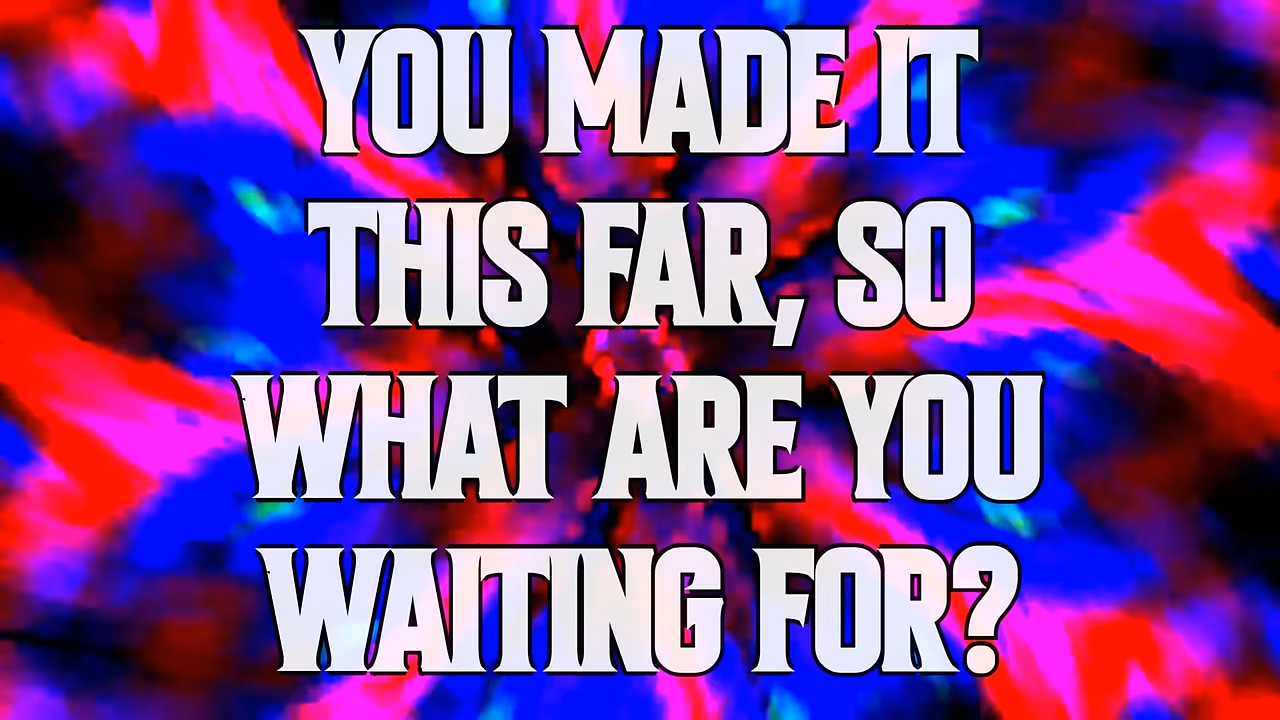 YOU MADE IT
THIS FAR, SO
WHAT ARE YOU
WAITING FOR?